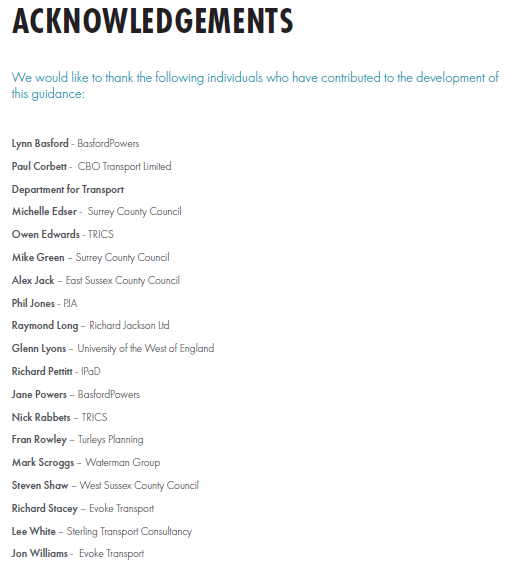 ACKNOWLEDGEMENTS
We would like to thank the following individuals who have contributed to the development of
this guidance:
Lynn Basford - BasfordPowers
Paul Corbett - CBO Transport Limited
Department for Transport
Michelle Edser - Surrey County Council
Owen Edwards - TRICS
Mike Green – Surrey County Council
Alex Jack – East Sussex County Council
Phil Jones - PJA
Raymond Long – Richard Jackson Ltd
Glenn Lyons – University of the West of England
Richard Pettitt - IPaD
Jane Powers – BasfordPowers
Nick Rabbets – TRICS
Fran Rowley – Turleys Planning
Mark Scroggs – Waterman Group
Steven Shaw – West Sussex County Council
Richard Stacey – Evoke Transport
Lee White – Sterling Transport Consultancy
Jon Williams - Evoke Transport